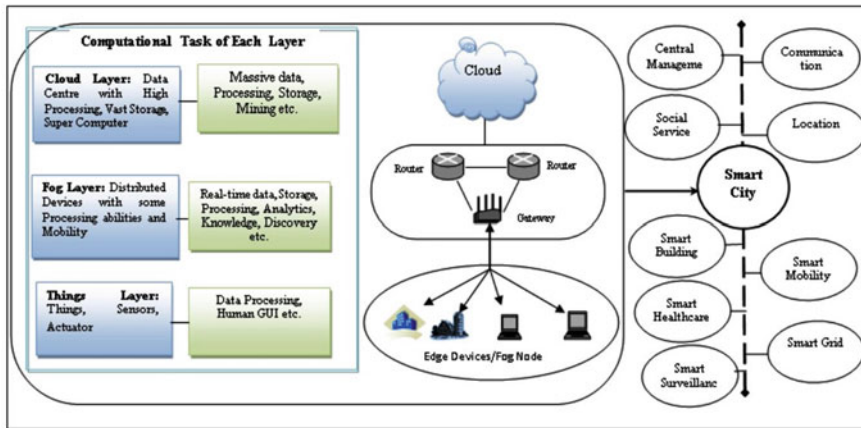 Computational Task of Each Layer
Cloud Layer: Data
Centre with High
Processing, Vast Storage,
Super Computer
Massive data,
Processing, Storage,
Mining etc.
Fog Layer: Distributed
Devices with some
Processing abilities and
Mobility
Real-time data, Storage,
Processing, Analytics,
Knowledge, Discovery
etc.
Things Layer:
Things, Sensors,
Actuator
Data Processing,
Human GUI etc.
Cloud
Router
Router
Gateway
Edge Devices/Fog Node
Central
Manageme
Communica
tion
Social
Service
Location
Smart
City
Smart
Building
Smart
Mobility
Smart
Healthcare
Smart Grid
Smart
Surveillanc